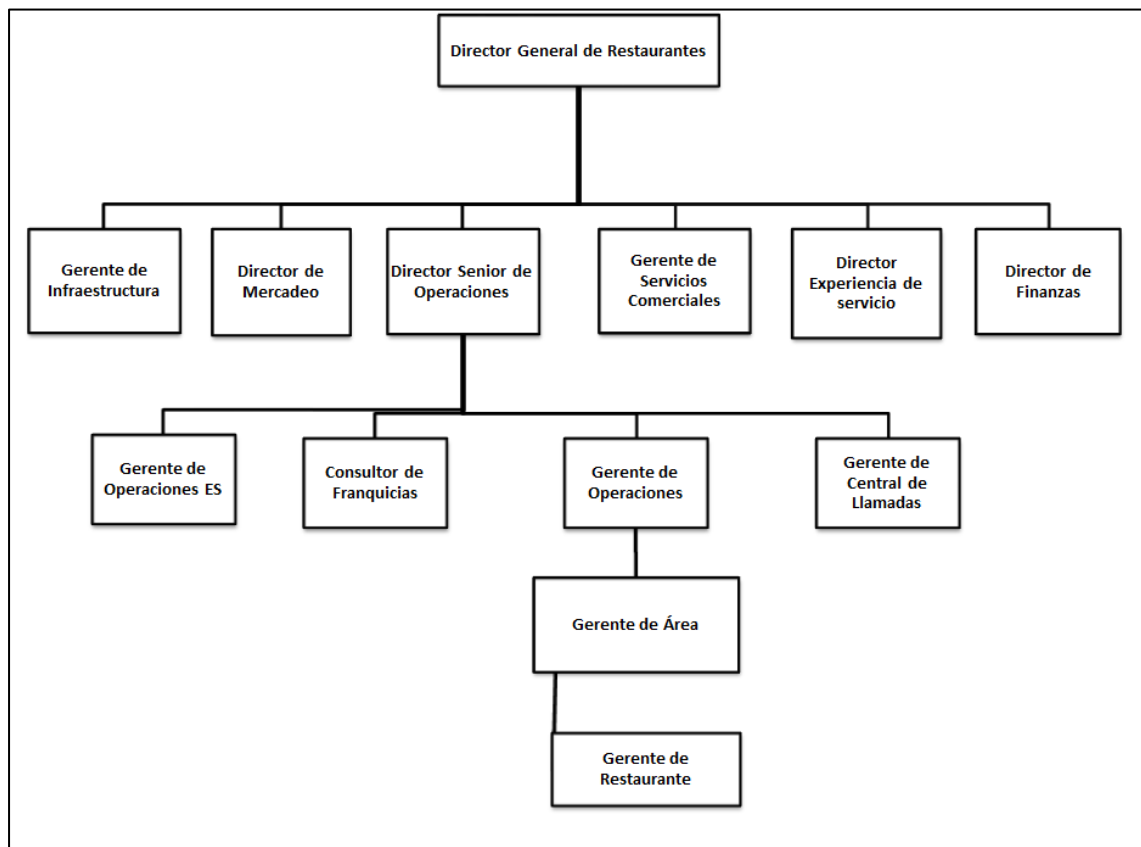 Director General de Restaurantes
Gerente de
Infraestructura
Director de
Mercadeo
Director Senior de
Operaciones
Gerente de
Servicios
Comerciales
Director
Experiencia de
servicio
Director de
Finanzas
Gerente de
Operaciones ES
Consultor de
Franquicias
Gerente de
Operaciones
Gerente de
Central de
Llamadas
Gerente de Área
Gerente de
Restaurante